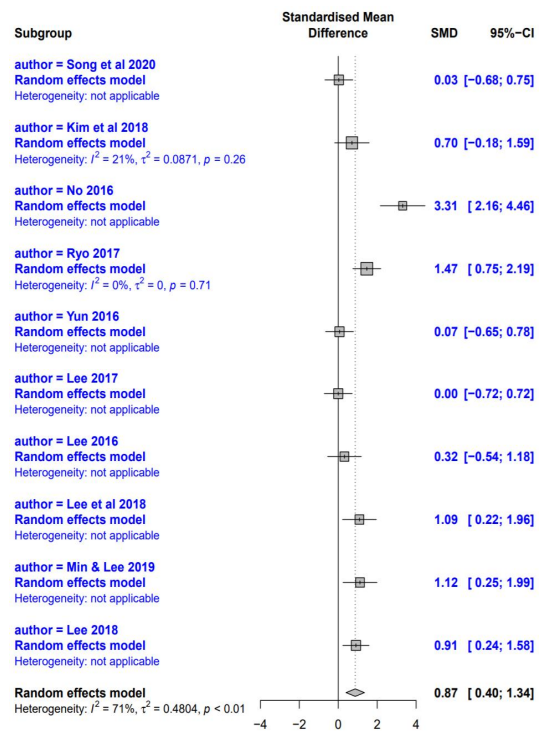 Subgroup
Standardised Mean
Difference
SMD 95%−CI
author = Song et al 2020
Random effects model 0.03 [−0.68; 0.75]
Heterogeneity: not applicable
author = Kim et al 2018
Random effects model 0.70 [−0.18; 1.59]
Heterogeneity: I² = 21%, τ² = 0.0871, p = 0.26
author = No 2016
Random effects model 3.31 [ 2.16; 4.46]
Heterogeneity: not applicable
author = Ryo 2017
Random effects model 1.47 [ 0.75; 2.19]
Heterogeneity: I² = 0%, τ² = 0, p = 0.71
author = Yun 2016
Random effects model 0.07 [−0.65; 0.78]
Heterogeneity: not applicable
author = Lee 2017
Random effects model 0.00 [−0.72; 0.72]
Heterogeneity: not applicable
author = Lee 2016
Random effects model 0.32 [−0.54; 1.18]
Heterogeneity: not applicable
author = Lee et al 2018
Random effects model 1.09 [ 0.22; 1.96]
Heterogeneity: not applicable
author = Min & Lee 2019
Random effects model 1.12 [ 0.25; 1.99]
Heterogeneity: not applicable
author = Lee 2018
Random effects model 0.91 [ 0.24; 1.58]
Heterogeneity: not applicable
Random effects model 0.87 [ 0.40; 1.34]
Heterogeneity: I² = 71%, τ² = 0.4804, p < 0.01
−4 −2 0 2 4